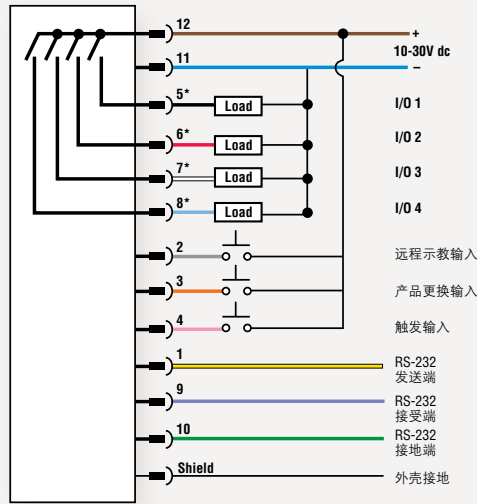 12
+
10-30V dc
11
–
5*
Load
I/O 1
6*
Load
I/O 2
7*
Load
I/O 3
8*
Load
I/O 4
2
远程示教输入
3
产品更换输入
4
触发输入
1
RS-232
发送端
9
RS-232
接受端
10
RS-232
接地端
Shield
外壳接地